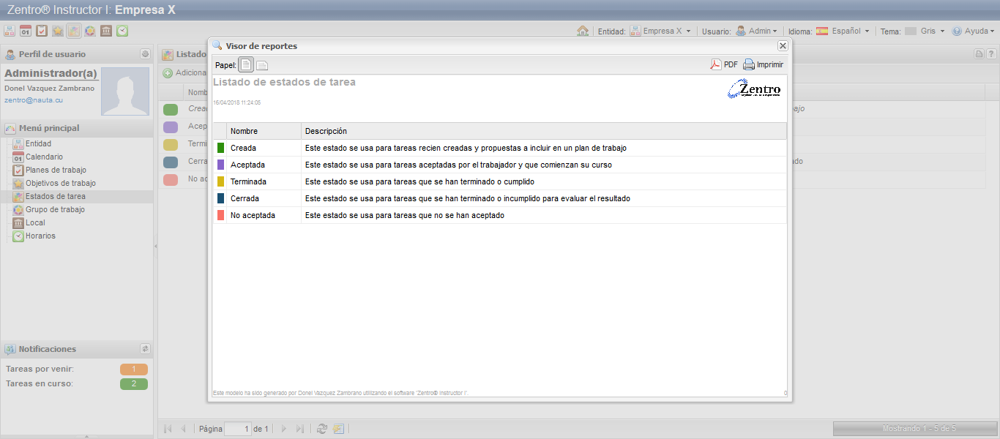 Zentro® Instructor I: Empresa X
01
Entidad: Empresa X Usuario: Admin Idioma: Español Tema: Gris Ayuda
Perfil de usuario
Administrador(a)
Donel Vazquez Zambrano
zentro@nauta.cu
Menú principal
Entidad
01 Calendario
Planes de trabajo
Objetivos de trabajo
Estados de tarea
Grupo de trabajo
Local
Horarios
Notificaciones
Tareas por venir: 1
Tareas en curso: 2
Listado
Adiciona
Nomb
Crea
Acep
Termi
Cerra
No ac
ajo
do
Visor de reportes
Papel: PDF Imprimir
Listado de estados de tarea
Zentro
16/04/2018 11:24:05
Nombre Descripción
Creada Este estado se usa para tareas recien creadas y propuestas a incluir en un plan de trabajo
Aceptada Este estado se usa para tareas aceptadas por el trabajador y que comienzan su curso
Terminada Este estado se usa para tareas que se han terminado o cumplido
Cerrada Este estado se usa para tareas que se han terminado o incumplido para evaluar el resultado
No aceptada Este estado se usa para tareas que no se han aceptado
Este modelo ha sido generado por Donel Vazquez Zambrano utilizando el software 'Zentro® Instructor I'. 0
Página 1 de 1
Mostrando 1 - 5 de 5